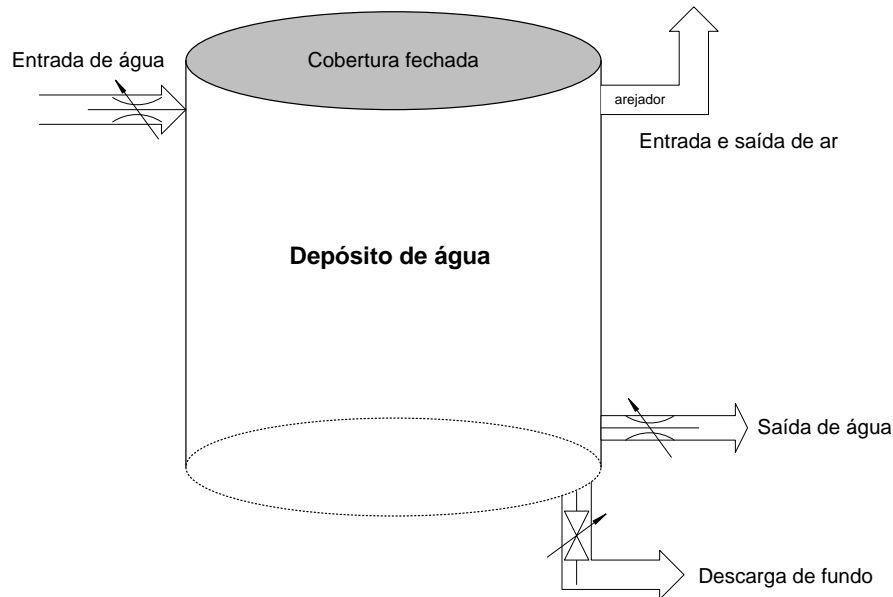 Entrada de água
Cobertura fechada
arejador
Entrada e saída de ar
Depósito de água
Saída de água
Descarga de fundo